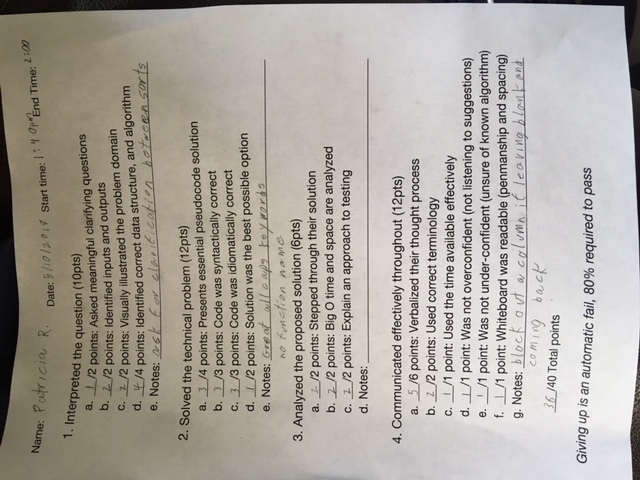 Name: Patricia R. Date: 5/10/2018 Start time: 1:40pm End Time: 2:00
1. Interpreted the question (10pts)
a. 1/2 points: Asked meaningful clarifying questions
b. 2/2 points: Identified inputs and outputs
c. 2/2 points: Visually illustrated the problem domain
d. 4/4 points: Identified correct data structure, and algorithm
e. Notes: ask for clarification between sorts
2. Solved the technical problem (12pts)
a. 3/4 points: Presents essential pseudocode solution
b. 3/3 points: Code was syntactically correct
c. 3/3 points: Code was idiomatically correct
d. 1/2 points: Solution was the best possible option
e. Notes: Great all caps keywords
no function name
3. Analyzed the proposed solution (6pts)
a. 2/2 points: Stepped through their solution
b. 2/2 points: Big O time and space are analyzed
c. 2/2 points: Explain an approach to testing
d. Notes:
4. Communicated effectively throughout (12pts)
a. 5/6 points: Verbalized their thought process
b. 2/2 points: Used correct terminology
c. 1/1 point: Used the time available effectively
d. 1/1 point: Was not overconfident (not listening to suggestions)
e. 1/1 point: Was not under-confident (unsure of known algorithm)
f. 1/1 point: Whiteboard was readable (penmanship and spacing)
g. Notes: block out a column if leaving blank and
coming back
36/40 Total points
Giving up is an automatic fail, 80% required to pass